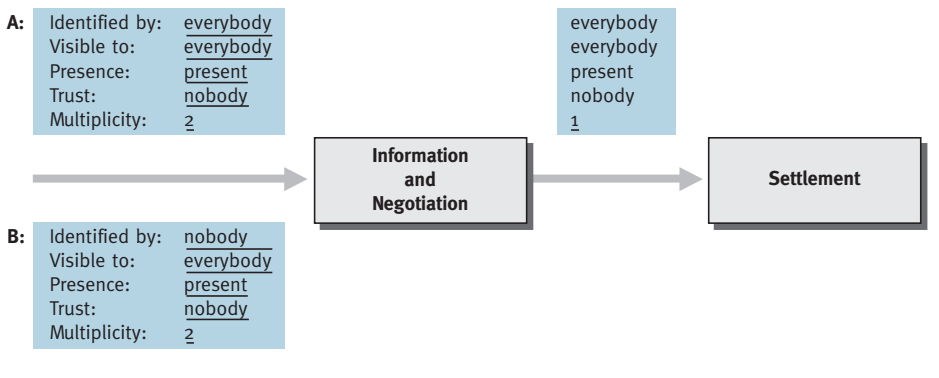 A: Identified by: everybody
Visible to: everybody
Presence: present
Trust: nobody
Multiplicity: 2
everybody
everybody
present
nobody
1
Information
and
Negotiation
Settlement
B: Identified by: nobody
Visible to: everybody
Presence: present
Trust: nobody
Multiplicity: 2